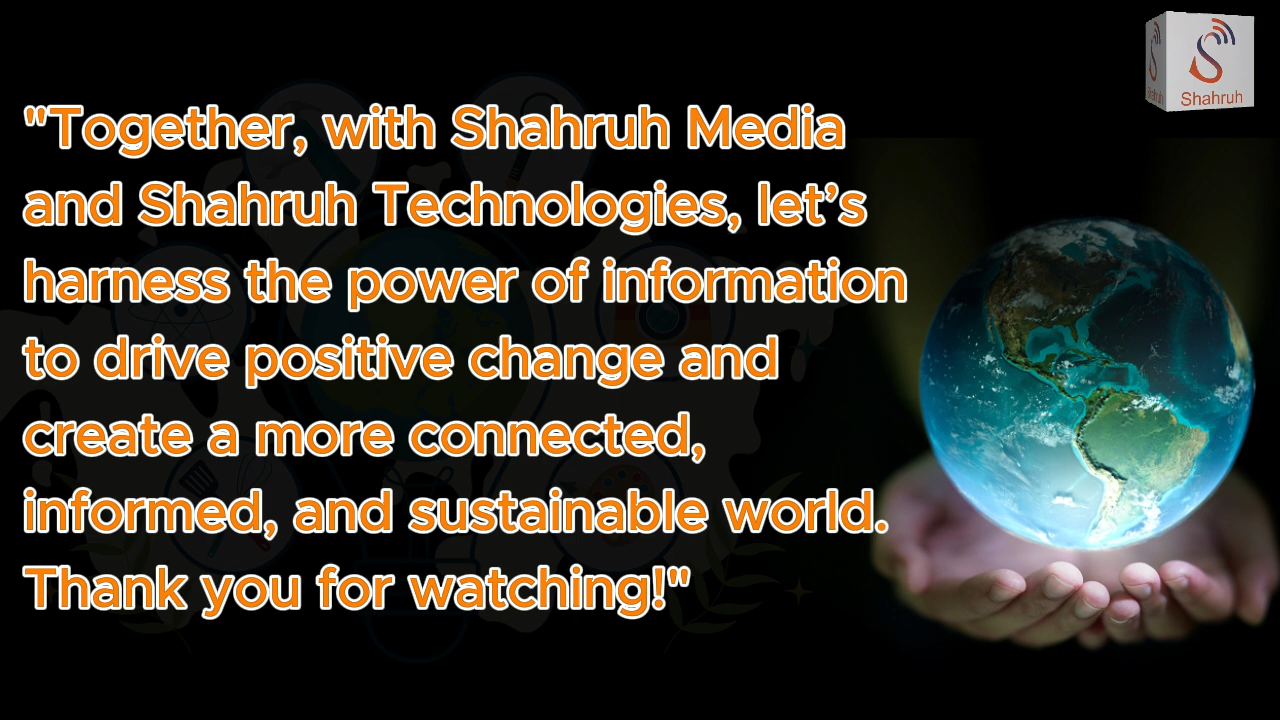 "Together, with Shahruh Media
and Shahruh Technologies, let’s
harness the power of information
to drive positive change and
create a more connected,
informed, and sustainable world.
Thank you for watching!"
Shahruh
Shahruh